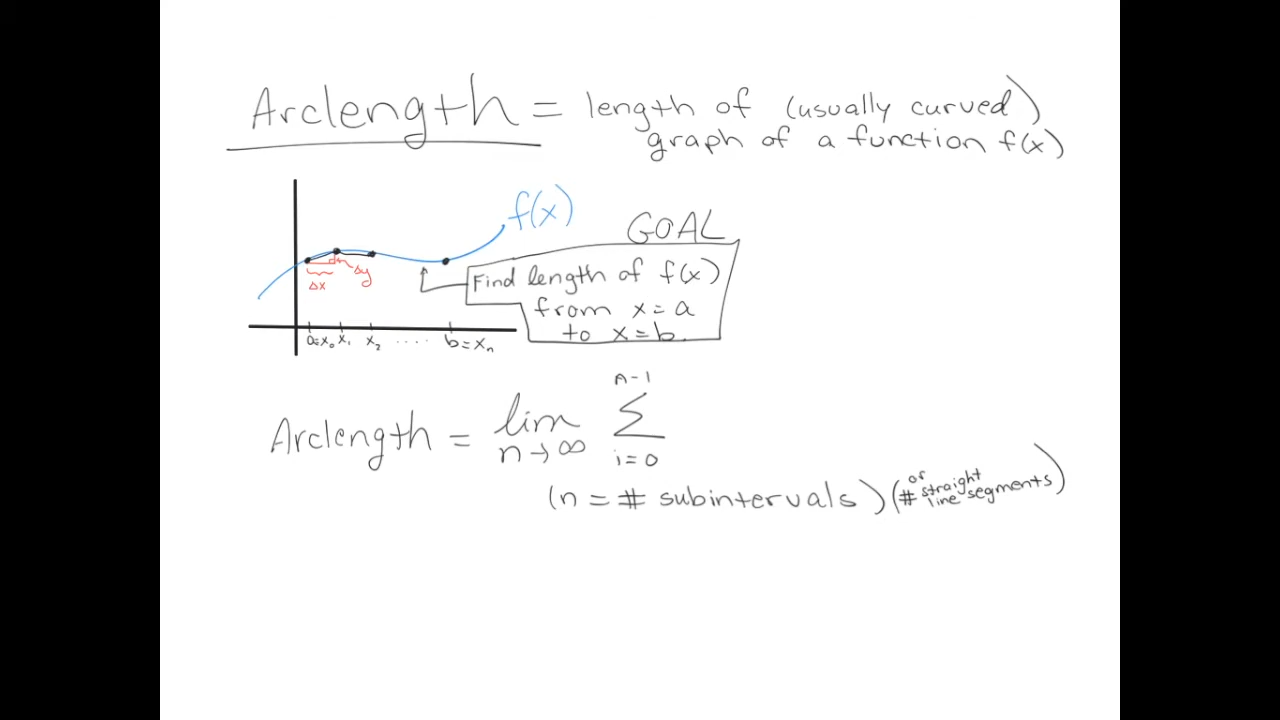 Arclength = length of (usually curved)
graph of a function f(x)
f(x)
GOAL
Find length of f(x)
from x = a
to x = b.
Δx
Δy
a=x₀ x₁ x₂ .... b=xₙ
Arclength = lim n→∞ Σ i=0 n-1
(n = # subintervals) (or # straight line segments)